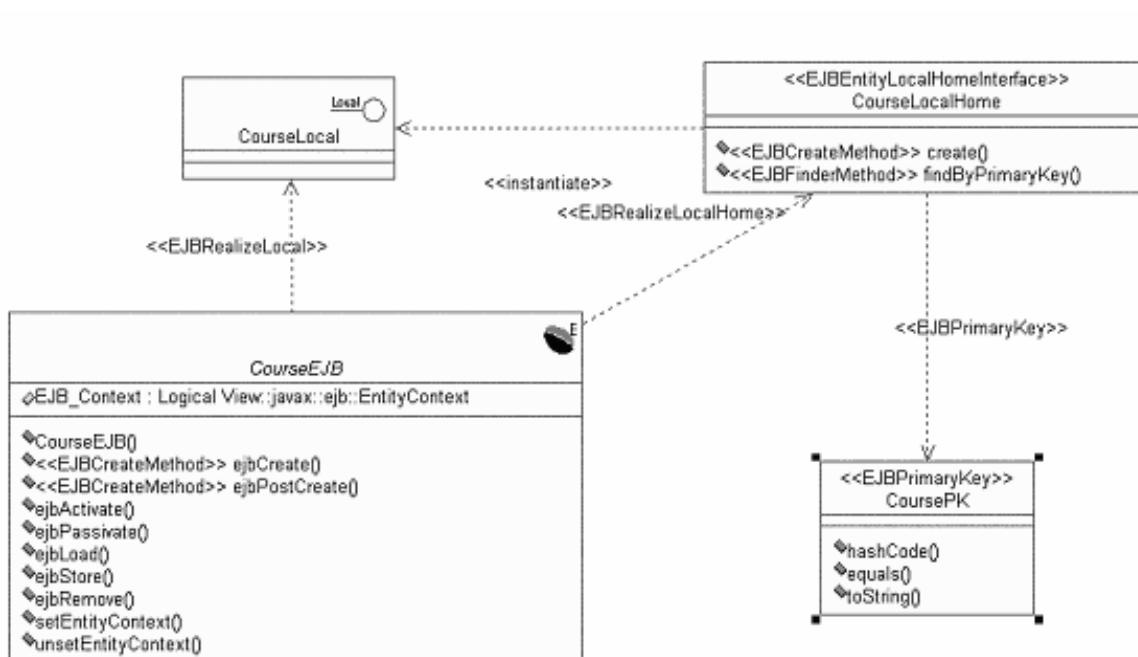 <<EJBEntityLocalHomeInterface>>
CourseLocalHome
Local
CourseLocal
<<EJBCreateMethod>> create()
<<EJBFinderMethod>> findByPrimaryKey()
<<instantiate>>
<<EJBRealizeLocalHome>>
<<EJBRealizeLocal>>
<<EJBPrimaryKey>>
E
CourseEJB
EJB_Context : Logical View::javax::ejb::EntityContext
CourseEJB()
<<EJBCreateMethod>> ejbCreate()
<<EJBCreateMethod>> ejbPostCreate()
ejbActivate()
ejbPassivate()
ejbLoad()
ejbStore()
ejbRemove()
setEntityContext()
unsetEntityContext()
<<EJBPrimaryKey>>
CoursePK
hashCode()
equals()
toString()